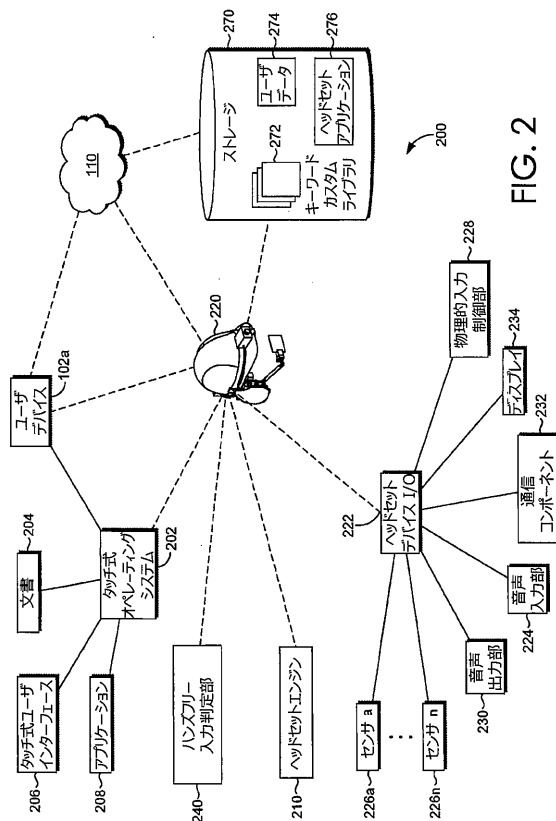 文書
204
タッチ式ユーザ
インターフェース
206
アプリケーション
208
タッチ式
オペレーティング
システム
202
ユーザ
デバイス
102a
110
ストレージ
270
272
キーワード
カスタム
ライブラリ
ユーザ
データ
274
ヘッドセット
アプリケーション
276
200
220
ハンズフリー
入力判定部
240
ヘッドセットエンジン
210
222
ヘッドセット
デバイス I/O
物理的入力
制御部
228
ディスプレイ
234
通信
コンポーネント
232
音声
入力部
224
音声
出力部
230
センサ a
226a
センサ n
226n
FIG. 2